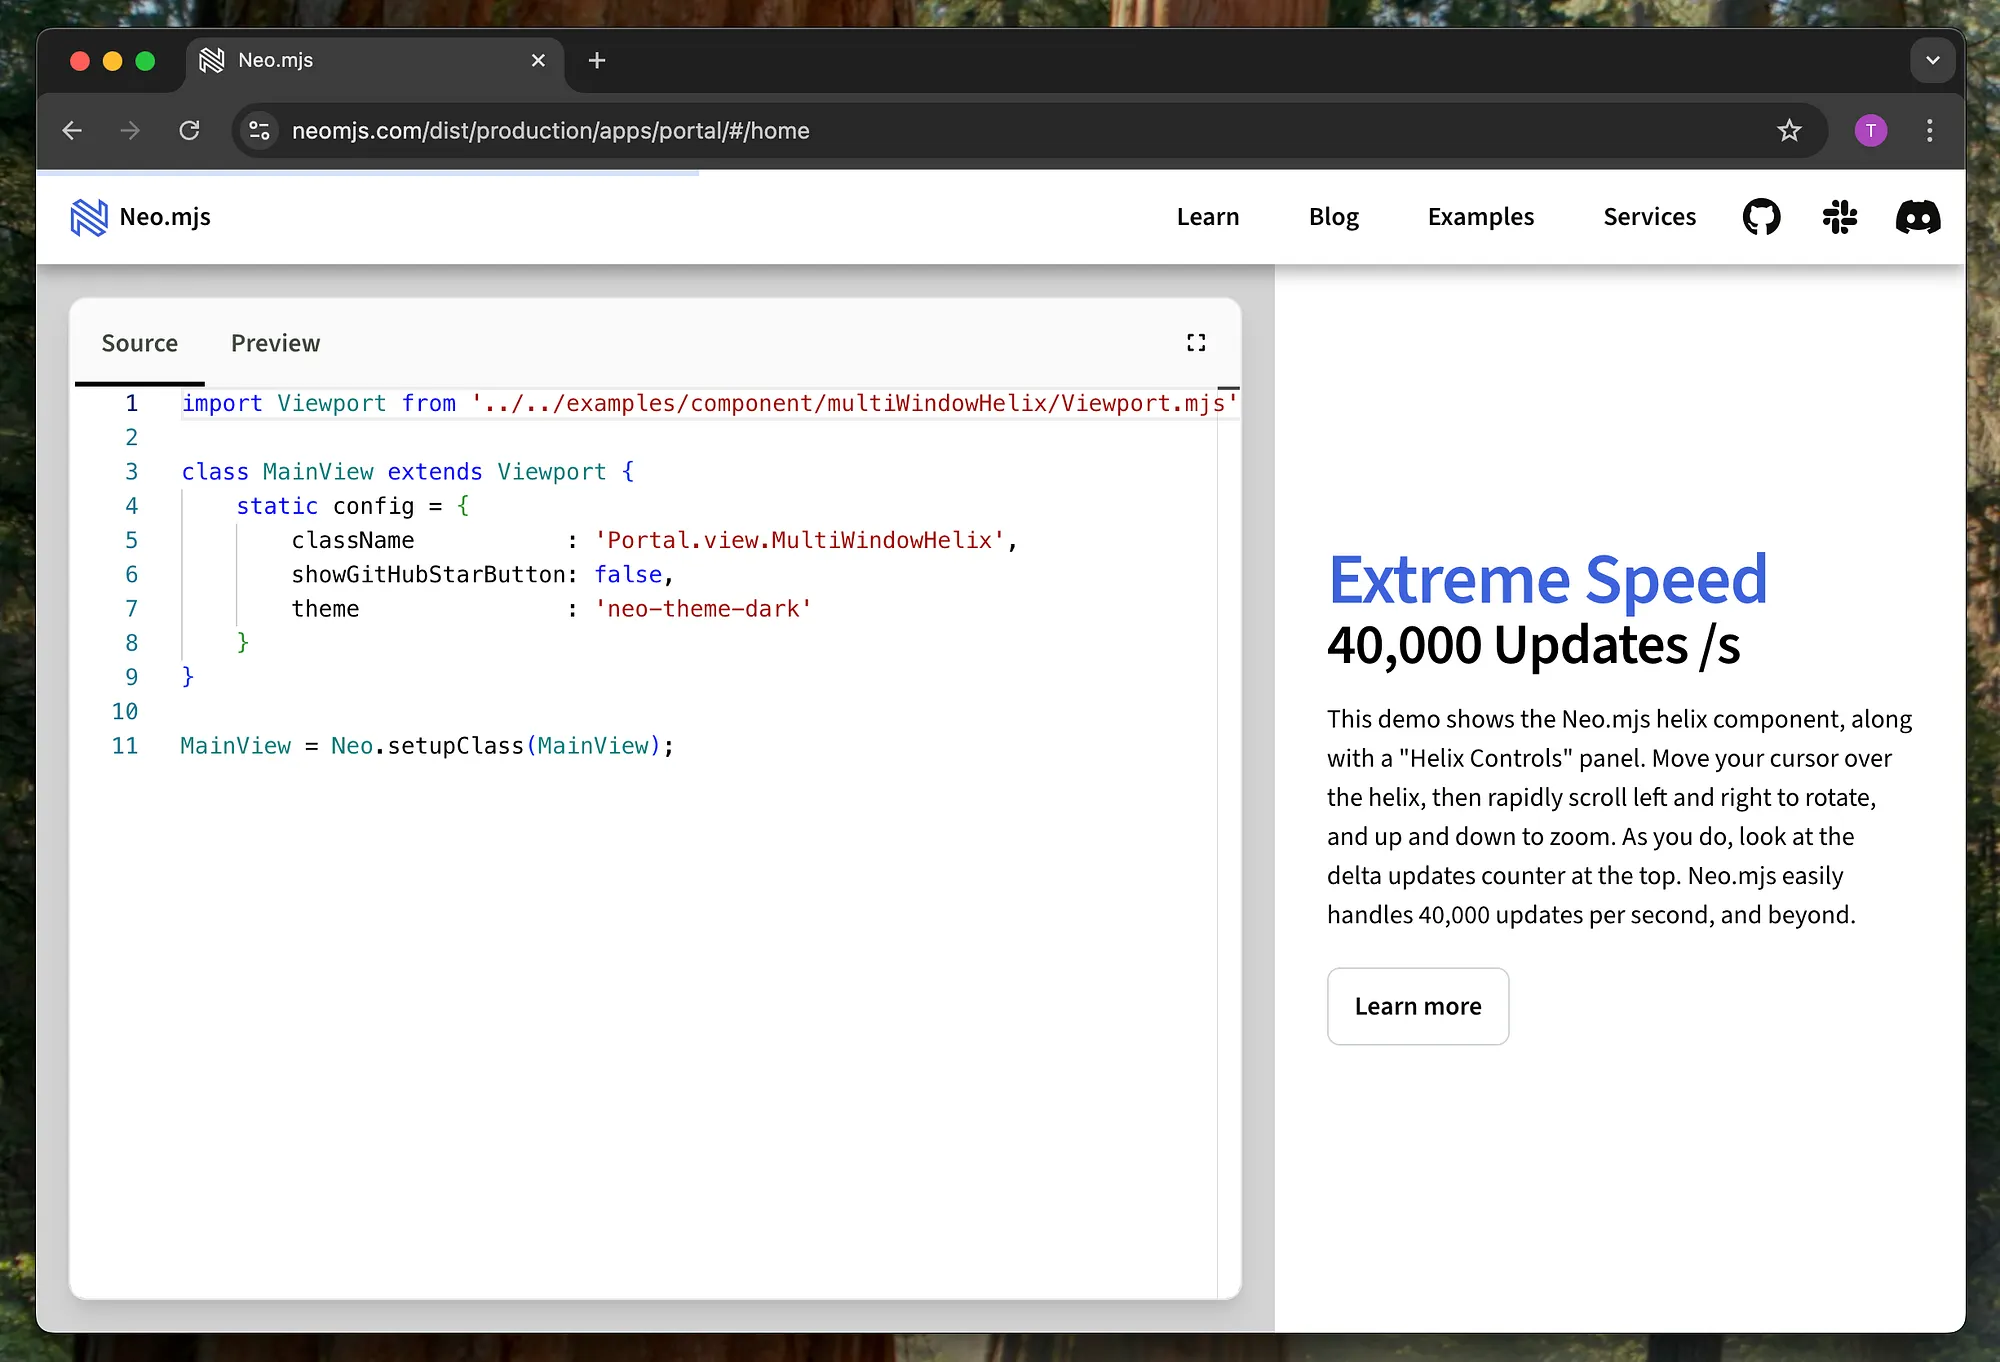 Neo.mjs
neomjs.com/dist/production/apps/portal/#/home
T
Neo.mjs
Learn
Blog
Examples
Services
Source
Preview
1 import Viewport from '../../examples/component/multiWindowHelix/Viewport.mjs'
2
3 class MainView extends Viewport {
4 static config = {
5 className : 'Portal.view.MultiWindowHelix',
6 showGitHubStarButton: false,
7 theme : 'neo-theme-dark'
8 }
9 }
10
11 MainView = Neo.setupClass(MainView);
Extreme Speed
40,000 Updates /s
This demo shows the Neo.mjs helix component, along
with a "Helix Controls" panel. Move your cursor over
the helix, then rapidly scroll left and right to rotate,
and up and down to zoom. As you do, look at the
delta updates counter at the top. Neo.mjs easily
handles 40,000 updates per second, and beyond.
Learn more